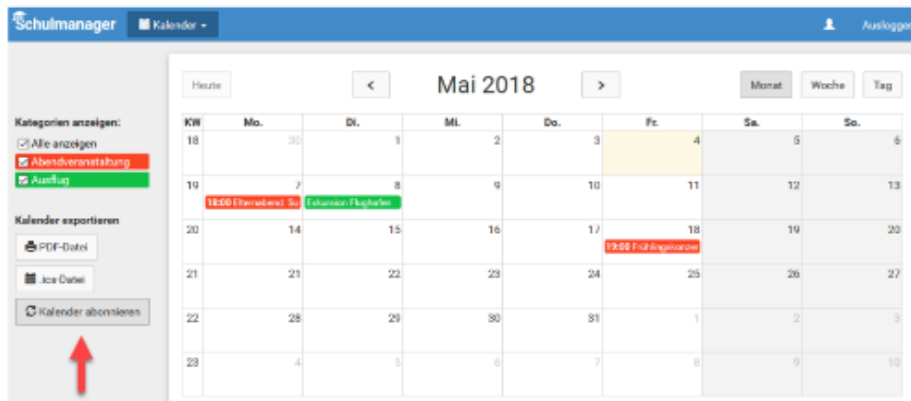 Schulmanager Kalender Ausloggen
Heute < Mai 2018 > Monat Woche Tag
Kategorien anzeigen:
Alle anzeigen
Abendveranstaltung
Ausflug
Kalender exportieren
PDF-Datei
.ics-Datei
Kalender abonnieren
KW Mo. Di. Mi. Do. Fr. Sa. So.
18 30 1 2 3 4 5 6
19 7 8 9 10 11 12 13
18:00 Elternabend: Su Exkursion Flughafen
20 14 15 16 17 18 19 20
19:00 Frühlingskonzer
21 21 22 23 24 25 26 27
22 28 29 30 31 1 2 3
23 4 5 6 7 8 9 10